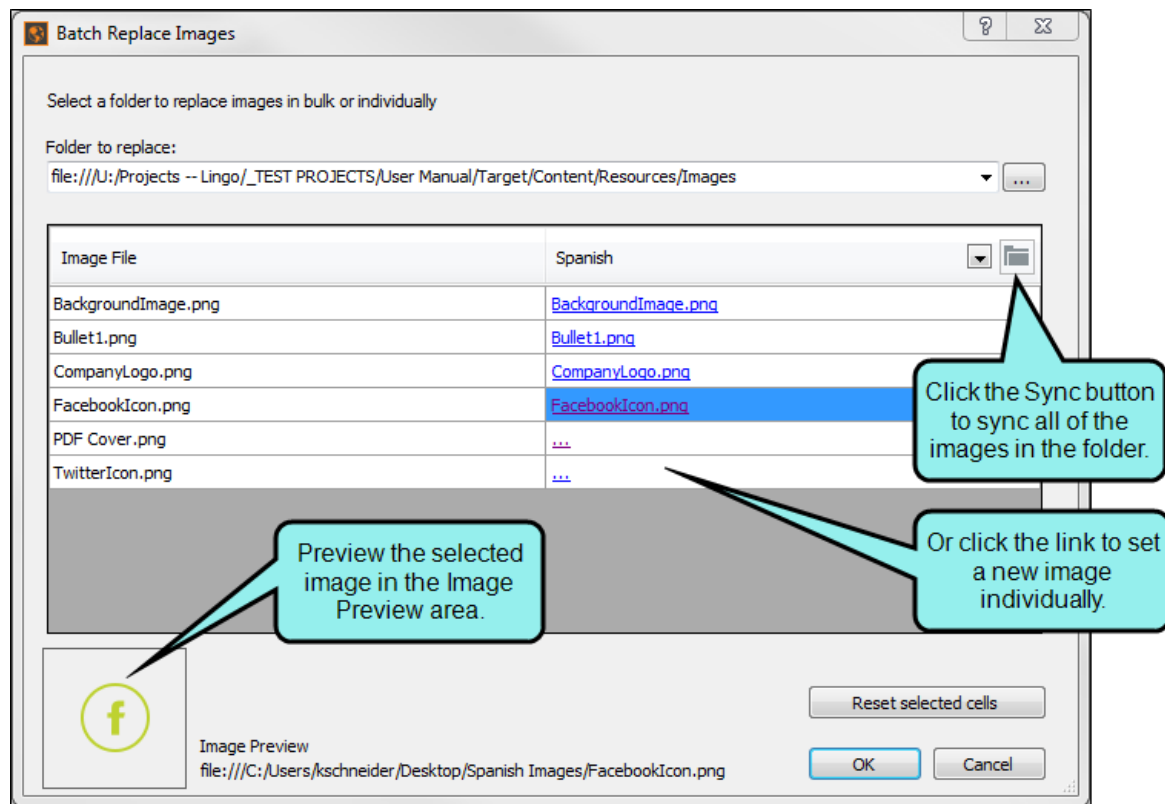 Batch Replace Images
Select a folder to replace images in bulk or individually
Folder to replace:
file:///U:/Projects -- Lingo/_TEST PROJECTS/User Manual/Target/Content/Resources/Images
...
Image File
Spanish
BackgroundImage.png
BackgroundImage.png
Bullet1.png
Bullet1.png
CompanyLogo.png
CompanyLogo.png
FacebookIcon.png
FacebookIcon.png
PDF Cover.png
...
TwitterIcon.png
...
Click the Sync button
to sync all of the
images in the folder.
Or click the link to set
a new image
individually.
Preview the selected
image in the Image
Preview area.
f
Image Preview
file:///C:/Users/kschneider/Desktop/Spanish Images/FacebookIcon.png
Reset selected cells
OK
Cancel